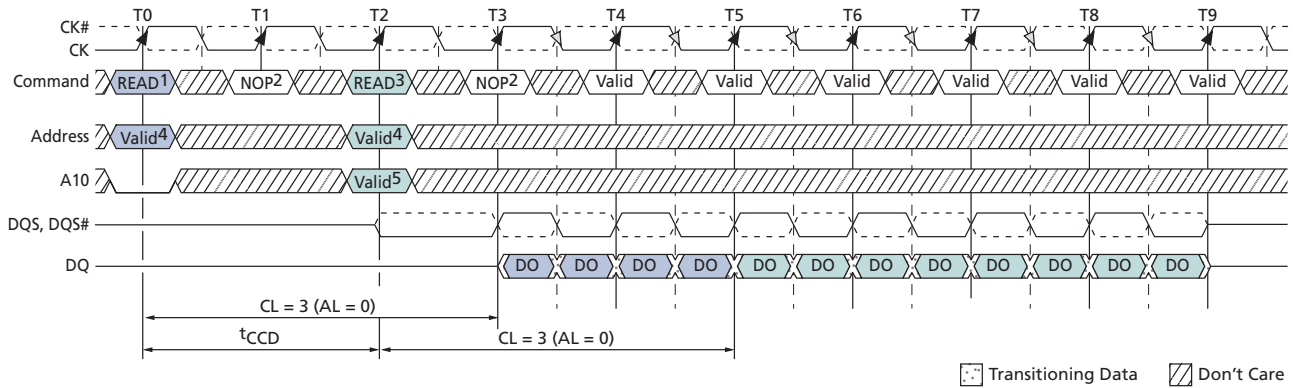 T0 T1 T2 T3 T4 T5 T6 T7 T8 T9
CK#
CK
Command READ1 NOP2 READ3 NOP2 Valid Valid Valid Valid Valid Valid
Address Valid4 Valid4
A10 Valid5
DQS, DQS#
DQ DO DO DO DO DO DO DO DO DO DO DO DO
CL = 3 (AL = 0)
tCCD CL = 3 (AL = 0)
Transitioning Data Don't Care